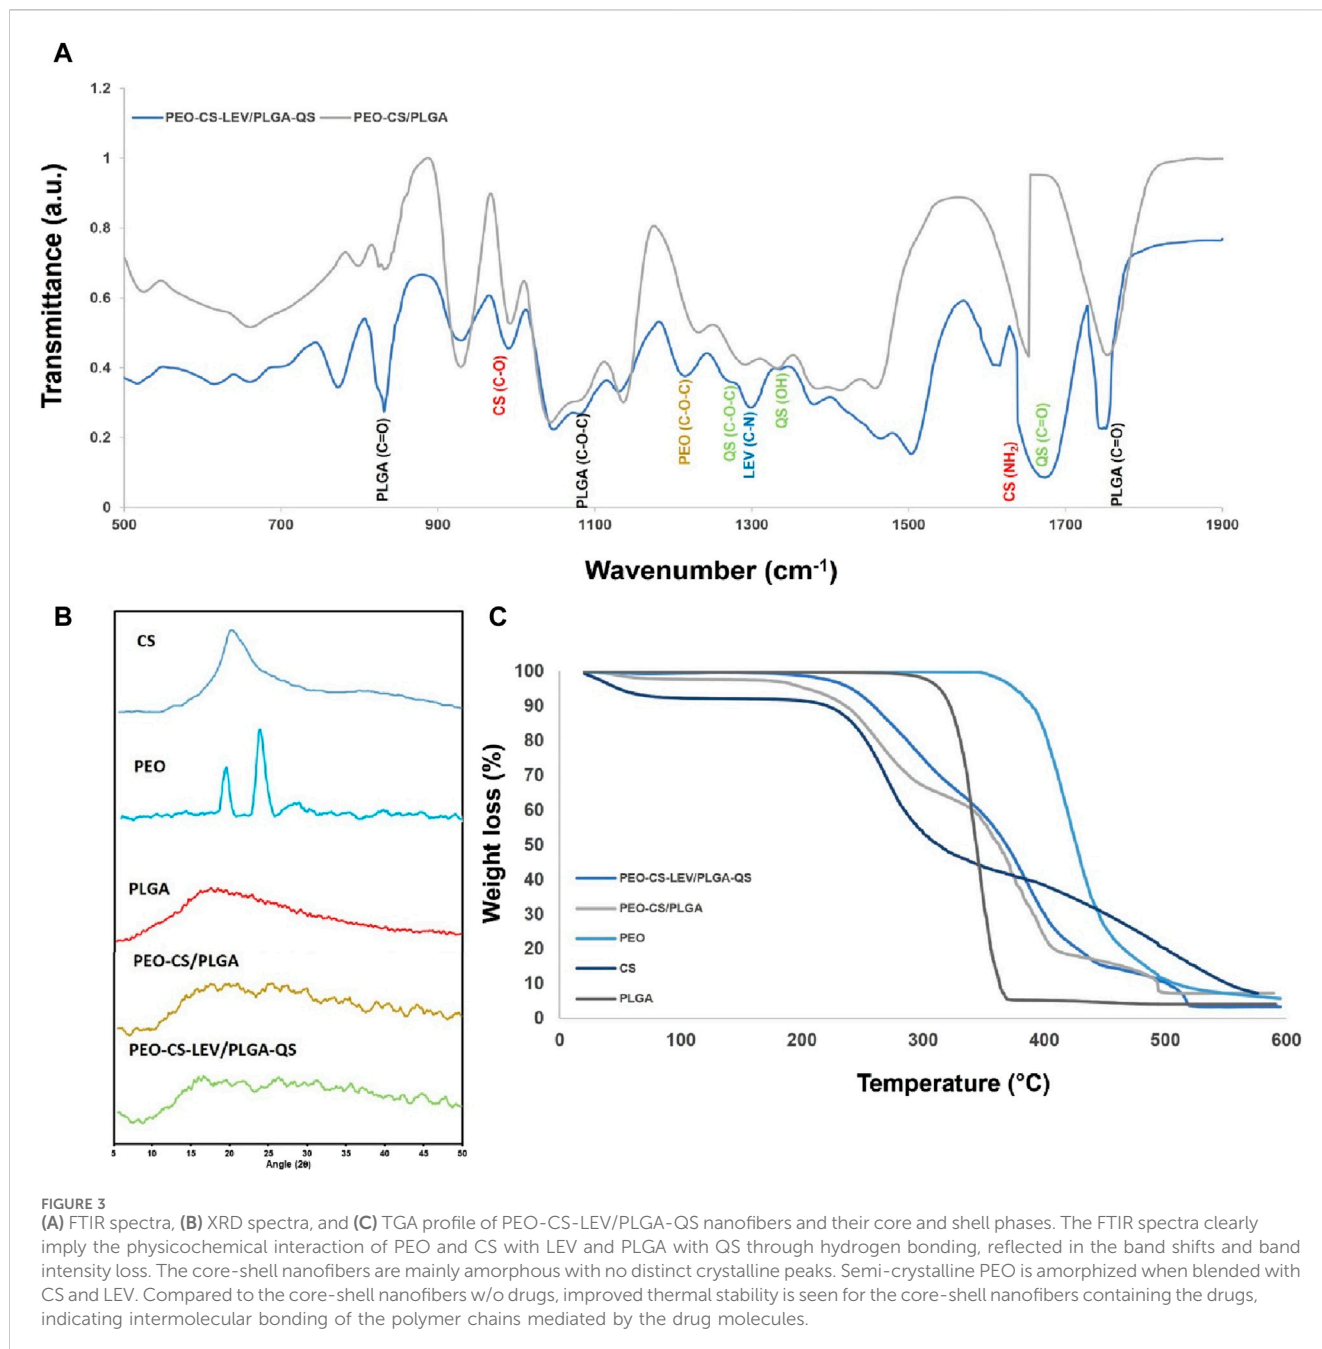 A
1.2
PEO-CS-LEV/PLGA-QS
PEO-CS/PLGA
1
0.8
0.6
0.4
0.2
0
Transmittance (a.u.)
PLGA (C=O)
CS (C-O)
PLGA (C-O-C)
PEO (C-O-C)
QS (C-O-C)
LEV (C-N)
QS (OH)
CS (NH₂)
QS (C=O)
PLGA (C=O)
500
700
900
1100
1300
1500
1700
1900
Wavenumber (cm⁻¹)
B
CS
PEO
PLGA
PEO-CS/PLGA
PEO-CS-LEV/PLGA-QS
5
10
15
20
25
30
35
40
45
50
Angle (2θ)
C
100
90
80
70
60
50
40
30
20
10
0
Weight loss (%)
PEO-CS-LEV/PLGA-QS
PEO-CS/PLGA
PEO
CS
PLGA
0
100
200
300
400
500
600
Temperature (°C)
FIGURE 3
(A) FTIR spectra, (B) XRD spectra, and (C) TGA profile of PEO-CS-LEV/PLGA-QS nanofibers and their core and shell phases. The FTIR spectra clearly
imply the physicochemical interaction of PEO and CS with LEV and PLGA with QS through hydrogen bonding, reflected in the band shifts and band
intensity loss. The core-shell nanofibers are mainly amorphous with no distinct crystalline peaks. Semi-crystalline PEO is amorphized when blended with
CS and LEV. Compared to the core-shell nanofibers w/o drugs, improved thermal stability is seen for the core-shell nanofibers containing the drugs,
indicating intermolecular bonding of the polymer chains mediated by the drug molecules.